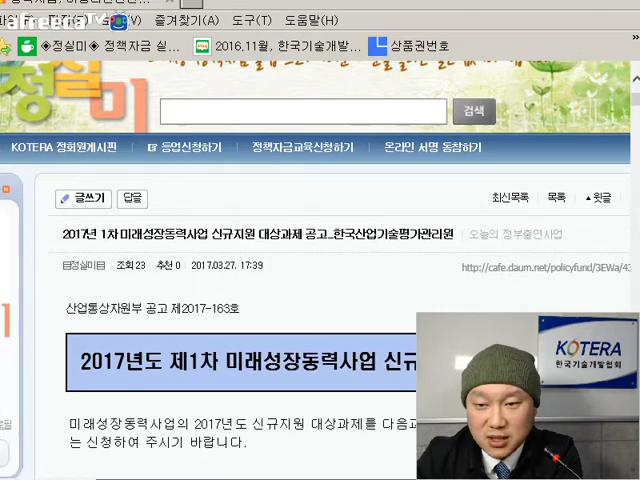 afreecaTV
즐겨찾기(A) 도구(T) 도움말(H)
◈정실미◈ 정책자금 실... 2016.11월, 한국기술개발... 상품권번호
정실미
검색
KOTERA 정회원게시판 등업신청하기 정책자금교육신청하기 온라인 서명 동참하기
글쓰기 답글 최신목록 목록 ▲윗글
2017년 1차 미래성장동력사업 신규지원 대상과제 공고_한국산업기술평가관리원 | 오늘의 정부출연사업
▤정실미▤ 조회 23 추천 0 2017.03.27. 17:39
http://cafe.daum.net/policyfund/3EWa/43
산업통상자원부 공고 제2017-163호
2017년도 제1차 미래성장동력사업 신규
미래성장동력사업의 2017년도 신규지원 대상과제를 다음과
는 신청하여 주시기 바랍니다.
KOTERA
한국기술개발협회